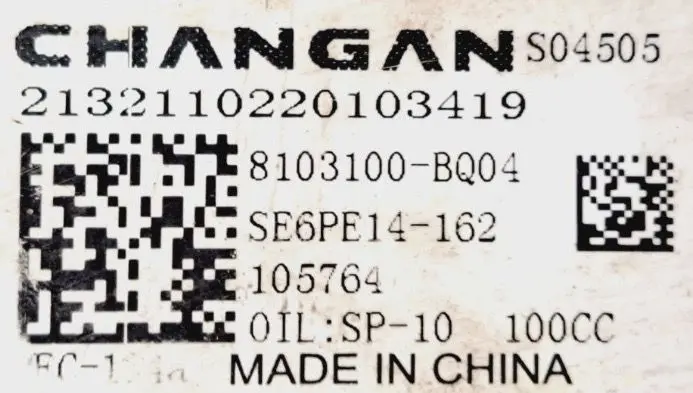 CHANGAN S04505
2132110220103419
8103100-BQ04
SE6PE14-162
105764
OIL:SP-10 100CC
MADE IN CHINA